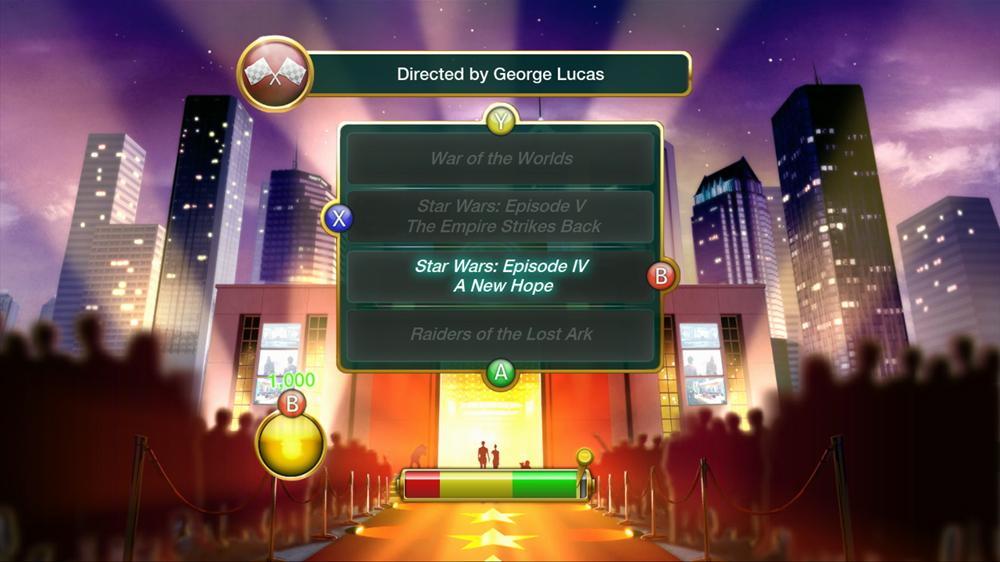 Directed by George Lucas
Y
War of the Worlds
X
Star Wars: Episode V
The Empire Strikes Back
Star Wars: Episode IV
A New Hope
B
Raiders of the Lost Ark
A
1,000
B